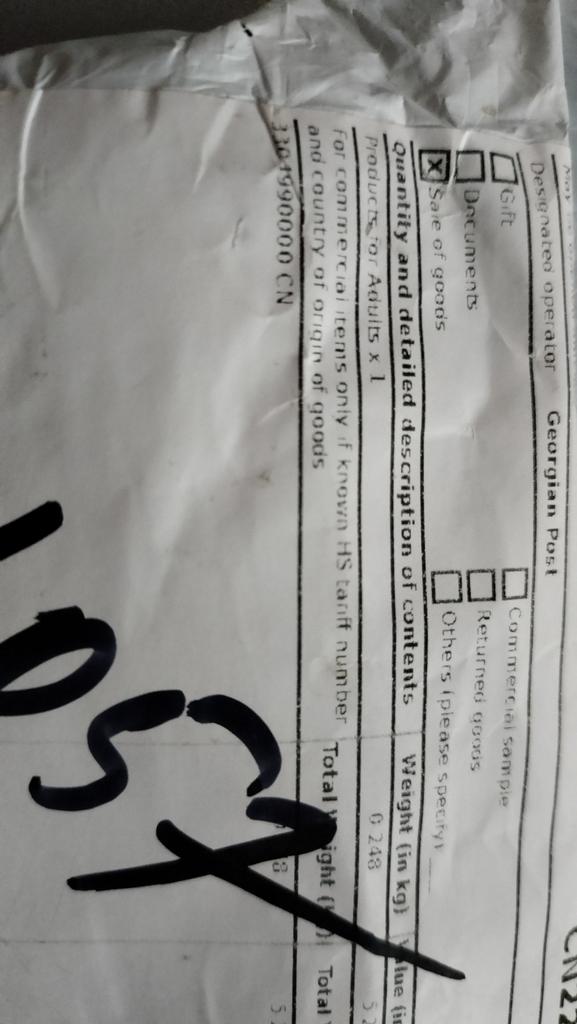 CN22
Designated operator Georgian Post
Gift Commercial sample
Documents Returned goods
X Sale of goods Others (please specify)
Quantity and detailed description of contents Weight (in kg)
Products for Adults x 1 0.248
For commercial items only if known HS tariff number
and country of origin of goods
Total Total
3304990000 CN